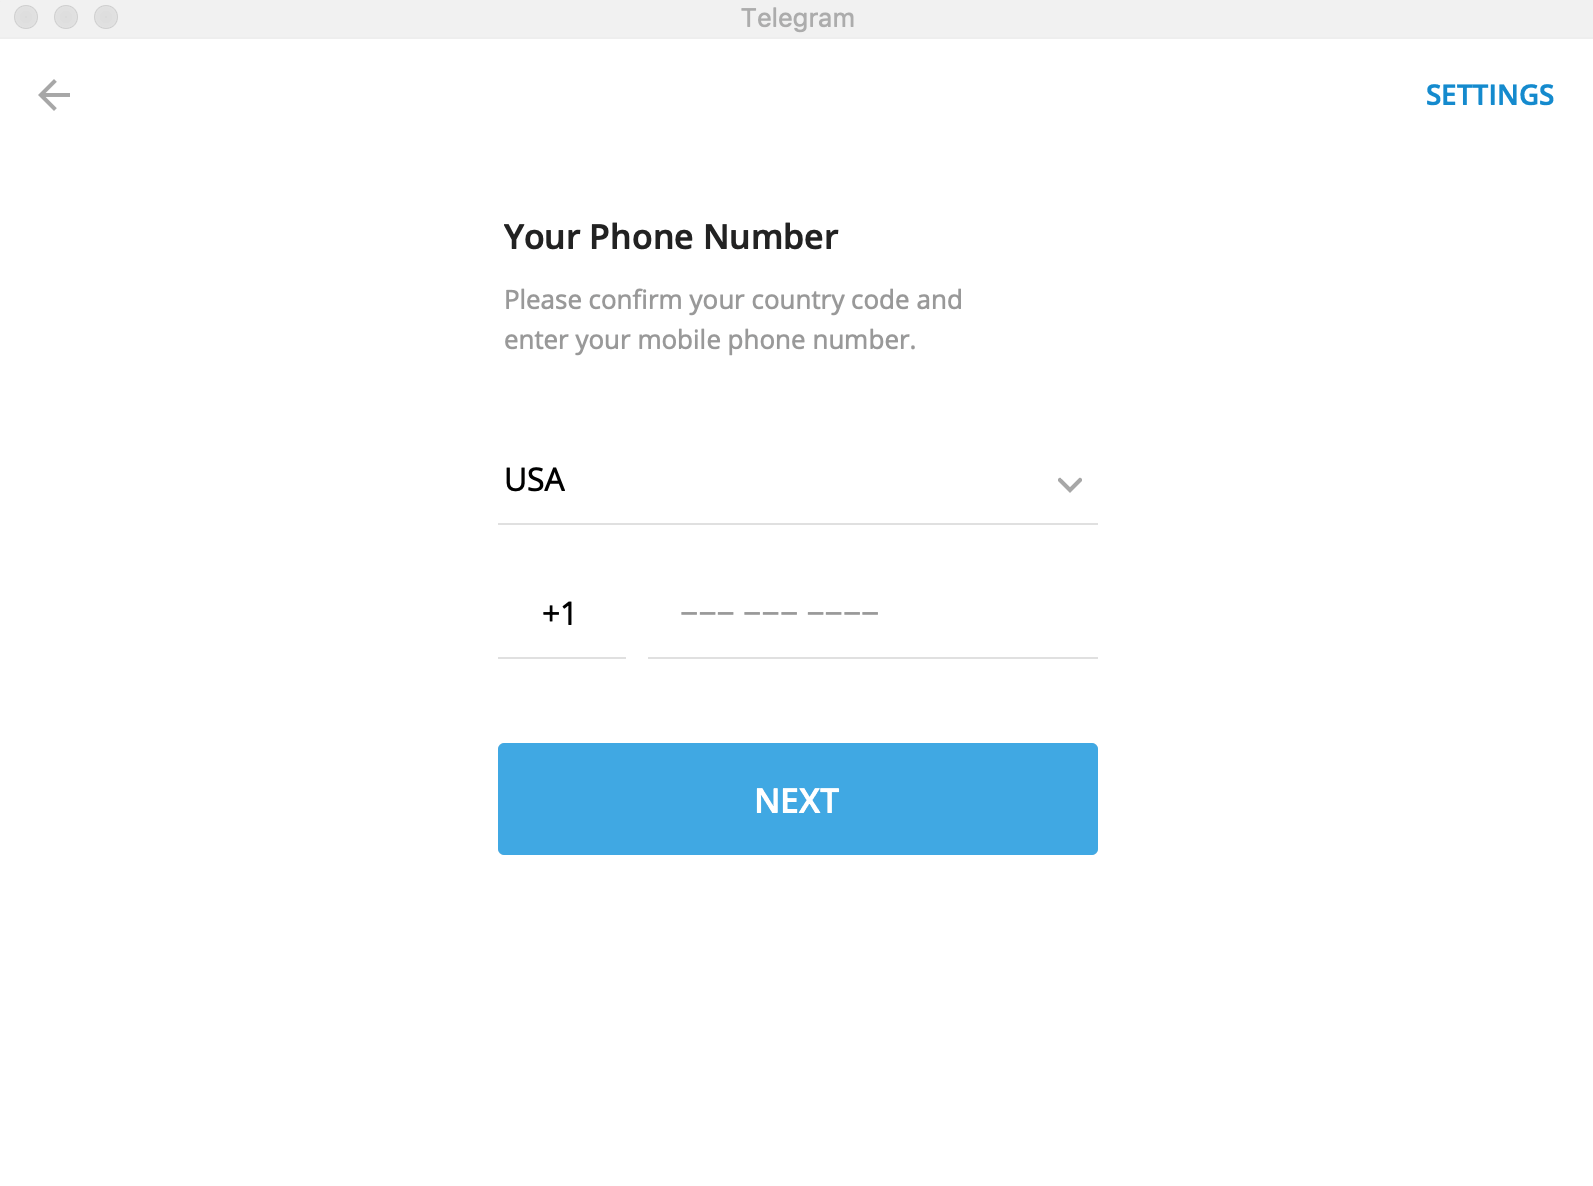 Telegram
SETTINGS
Your Phone Number
Please confirm your country code and
enter your mobile phone number.
USA
+1 ––– ––– ––––
NEXT